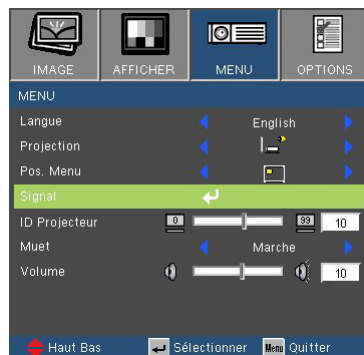 IMAGE AFFICHER MENU OPTIONS
MENU
Langue English
Projection
Pos. Menu
Signal
ID Projecteur 0 99 10
Muet Marche
Volume 10
Haut Bas Sélectionner Menu Quitter